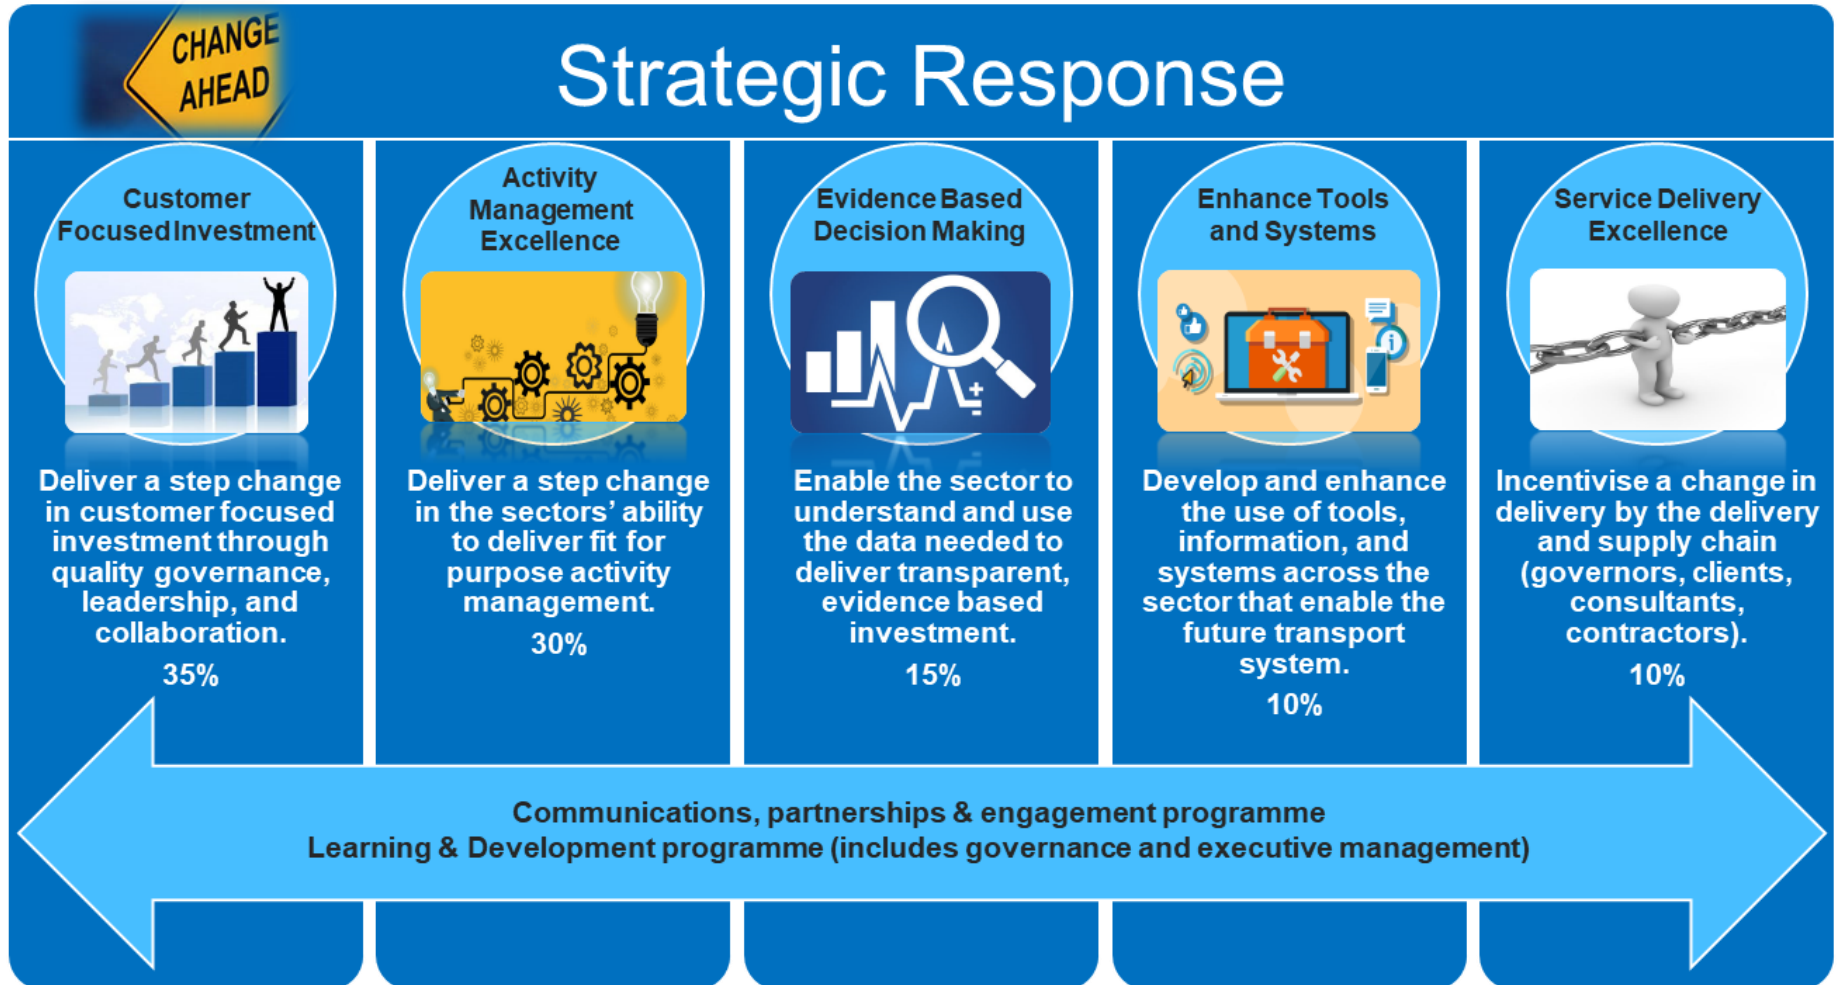 CHANGE
AHEAD
Strategic Response
Customer
Focused Investment
Deliver a step change
in customer focused
investment through
quality governance,
leadership, and
collaboration.
35%
Activity
Management
Excellence
Deliver a step change
in the sectors’ ability
to deliver fit for
purpose activity
management.
30%
Evidence Based
Decision Making
Enable the sector to
understand and use
the data needed to
deliver transparent,
evidence based
investment.
15%
Enhance Tools
and Systems
Develop and enhance
the use of tools,
information, and
systems across the
sector that enable the
future transport
system.
10%
Service Delivery
Excellence
Incentivise a change in
delivery by the delivery
and supply chain
(governors, clients,
consultants,
contractors).
10%
Communications, partnerships & engagement programme
Learning & Development programme (includes governance and executive management)